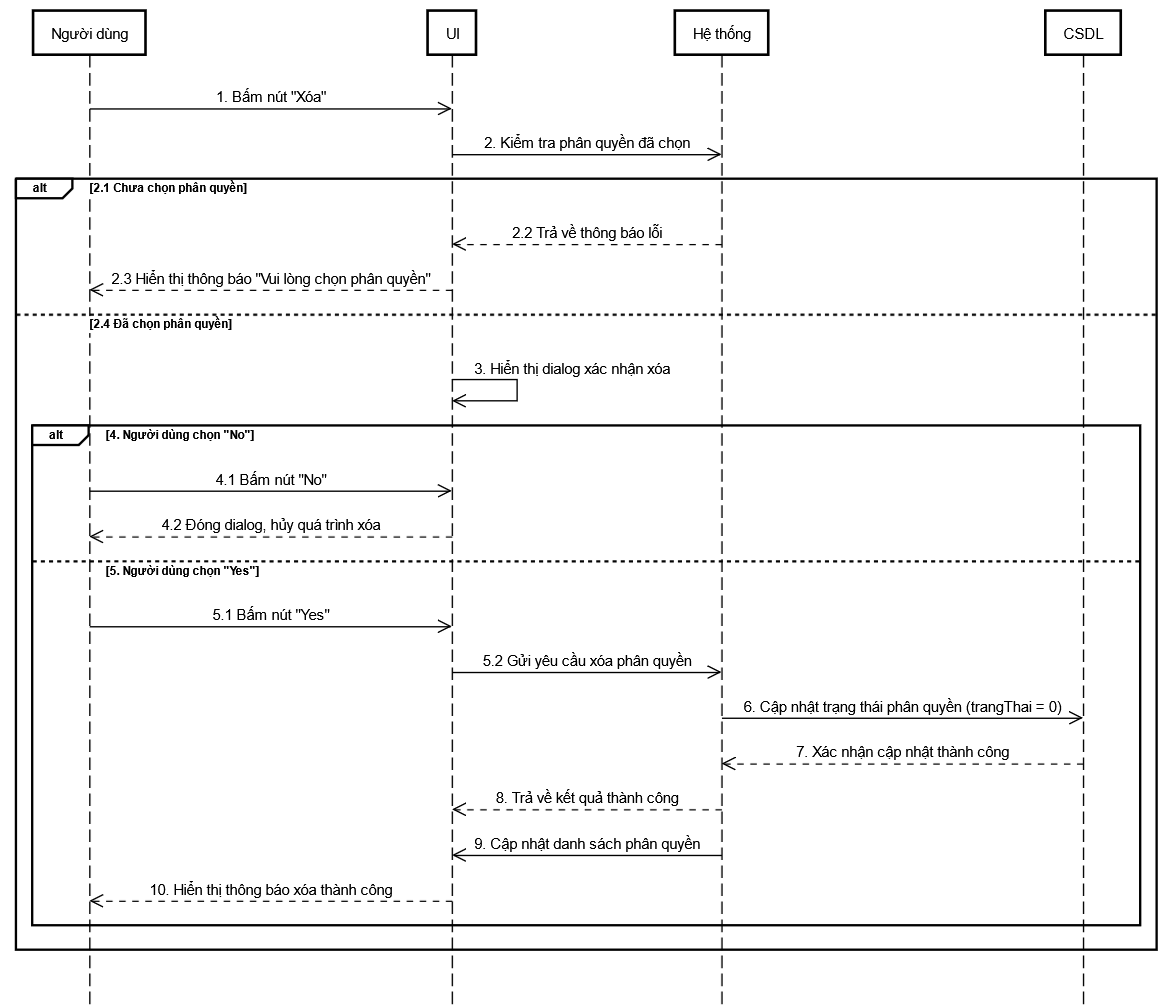 Người dùng
UI
Hệ thống
CSDL
1. Bấm nút "Xóa"
2. Kiểm tra phân quyền đã chọn
alt
[2.1 Chưa chọn phân quyền]
2.2 Trả về thông báo lỗi
2.3 Hiển thị thông báo "Vui lòng chọn phân quyền"
[2.4 Đã chọn phân quyền]
3. Hiển thị dialog xác nhận xóa
alt
[4. Người dùng chọn "No"]
4.1 Bấm nút "No"
4.2 Đóng dialog, hủy quá trình xóa
[5. Người dùng chọn "Yes"]
5.1 Bấm nút "Yes"
5.2 Gửi yêu cầu xóa phân quyền
6. Cập nhật trạng thái phân quyền (trangThai = 0)
7. Xác nhận cập nhật thành công
8. Trả về kết quả thành công
9. Cập nhật danh sách phân quyền
10. Hiển thị thông báo xóa thành công